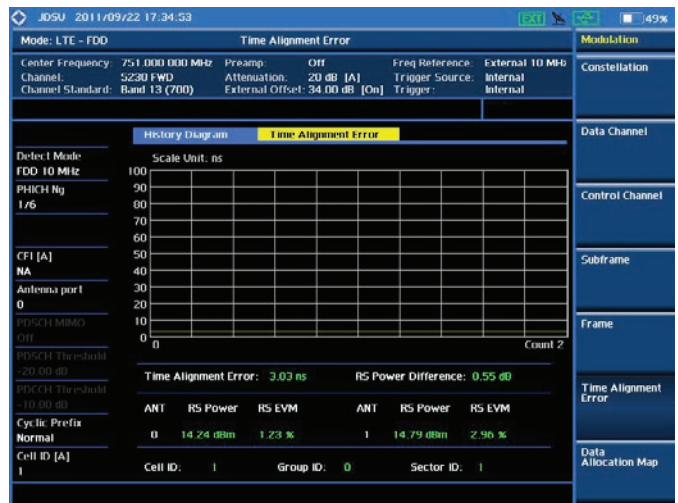 JDSU 2011/09/22 17:34:53 EXT 49%
Mode: LTE - FDD Time Alignment Error Modulation
Center Frequency: 751.000 000 MHz Preamp: Off Freq Reference: External 10 MHz
Channel: 5230 FWD Attenuation: 20 dB [A] Trigger Source: Internal
Channel Standard: Band 13 (700) External Offset: 34.00 dB [On] Trigger: Internal
Constellation
History Diagram Time Alignment Error
Data Channel
Detect Mode
FDD 10 MHz
Scale Unit: ns
100
90
80
70
60
50
40
30
20
10
0
0 Count 2
PHICH Ng
1/6
Control Channel
CFI [A]
NA
Subframe
Antenna port
0
PDSCH MIMO
Off
Frame
PDSCH Threshold
-20.00 dB
PDCCH Threshold
-10.00 dB
Time Alignment Error: 3.03 ns RS Power Difference: 0.55 dB
Time Alignment
Error
ANT RS Power RS EVM ANT RS Power RS EVM
0 14.24 dBm 1.23 % 1 14.79 dBm 2.96 %
Cyclic Prefix
Normal
Cell ID [A]
1
Cell ID: 1 Group ID: 0 Sector ID: 1
Data
Allocation Map